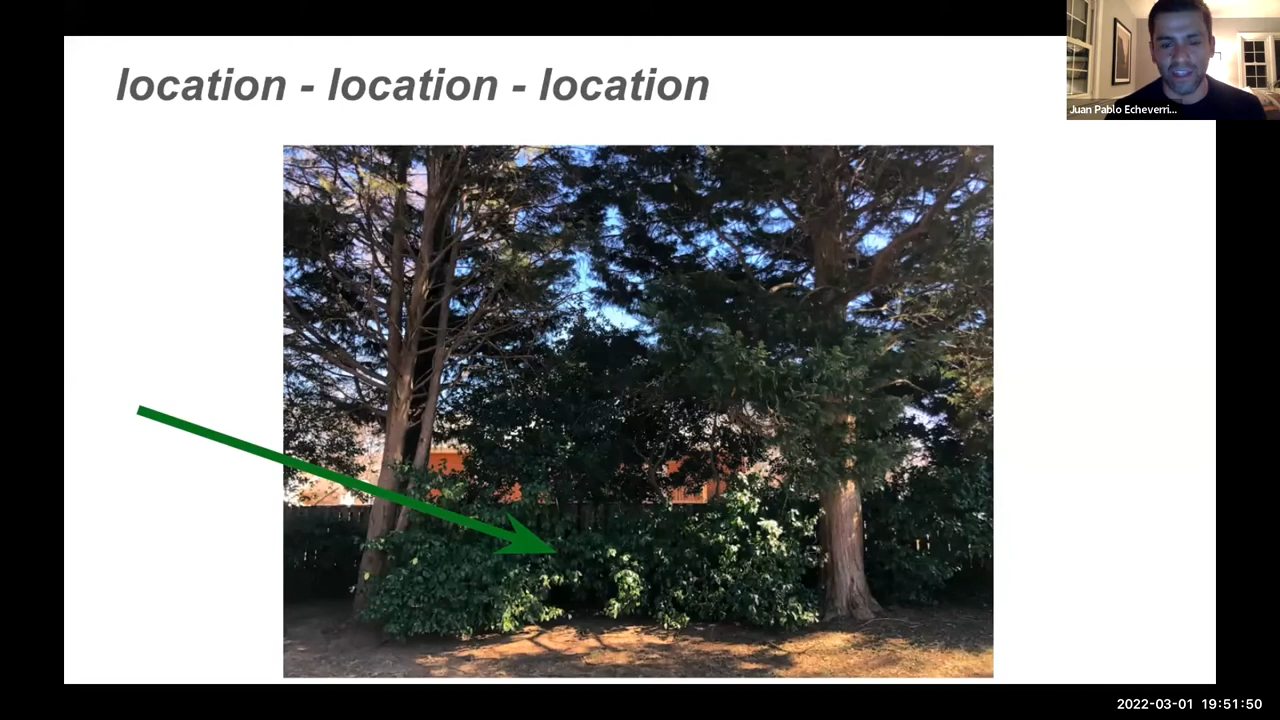 location - location - location
Juan Pablo Echeverri...
2022-03-01 19:51:50